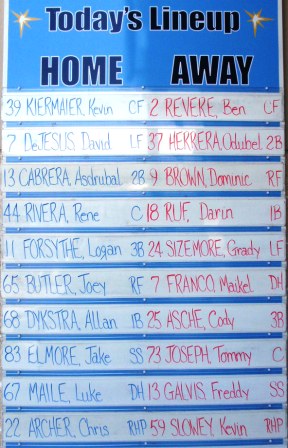 Today's Lineup
HOME AWAY
39 KIERMAIER, Kevin CF 2 REVERE, Ben CF
7 DeJESUS, David LF 37 HERRERA, Odubel 2B
13 CABRERA, Asdrubal 2B 9 BROWN, Dominic RF
44 RIVERA, Rene C 18 RUF, Darin 1B
11 FORSYTHE, Logan 3B 24 SIZEMORE, Grady LF
65 BUTLER, Joey RF 7 FRANCO, Maikel DH
68 DYKSTRA, Allan 1B 25 ASCHE, Cody 3B
83 ELMORE, Jake SS 73 JOSEPH, Tommy C
67 MAILE, Luke DH 13 GALVIS, Freddy SS
22 ARCHER, Chris RHP 59 SLOWEY, Kevin RHP